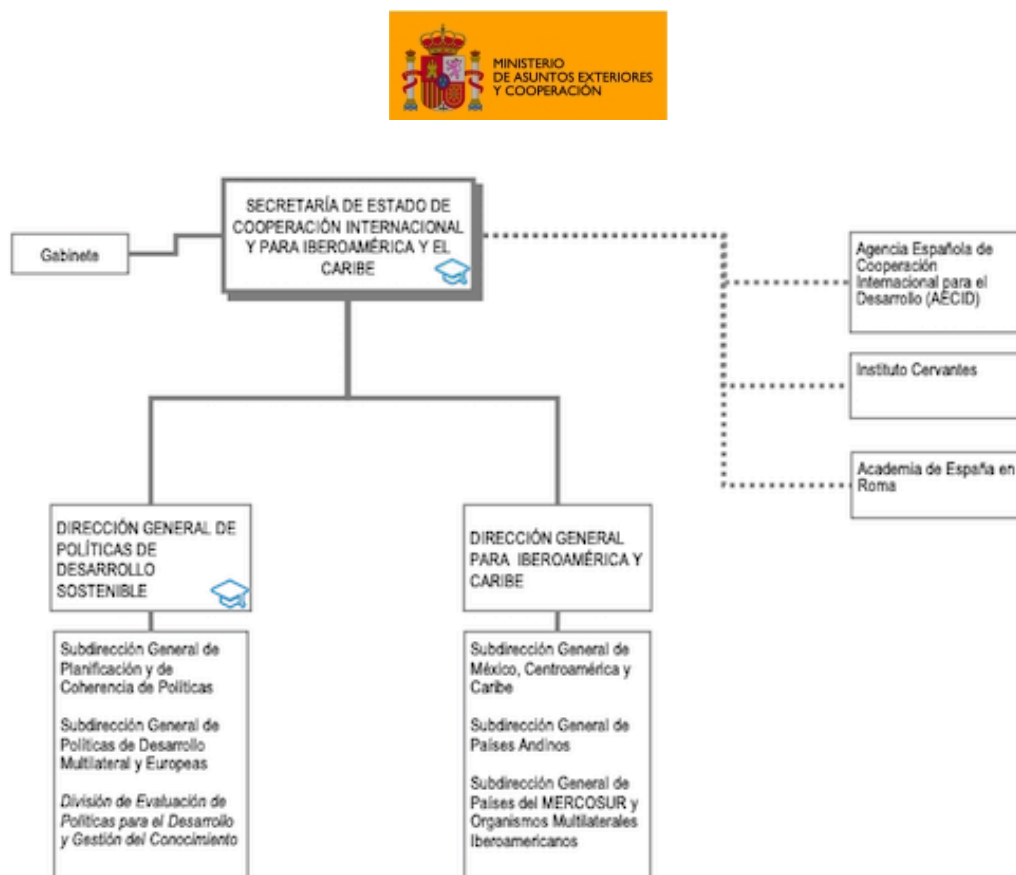 MINISTERIO
DE ASUNTOS EXTERIORES
Y COOPERACIÓN
SECRETARÍA DE ESTADO DE
COOPERACIÓN INTERNACIONAL
Y PARA IBEROAMÉRICA Y EL
CARIBE
Gabinete
Agencia Española de
Cooperación
Internacional para el
Desarrollo (AECID)
Instituto Cervantes
Academia de España en
Roma
DIRECCIÓN GENERAL DE
POLÍTICAS DE
DESARROLLO
SOSTENIBLE
Subdirección General de
Planificación y de
Coherencia de Políticas
Subdirección General de
Políticas de Desarrollo
Multilateral y Europeas
División de Evaluación de
Políticas para el Desarrollo
y Gestión del Conocimiento
DIRECCIÓN GENERAL
PARA IBEROAMÉRICA Y
CARIBE
Subdirección General de
México, Centroamérica y
Caribe
Subdirección General de
Países Andinos
Subdirección General de
Países del MERCOSUR y
Organismos Multilaterales
Iberoamericanos